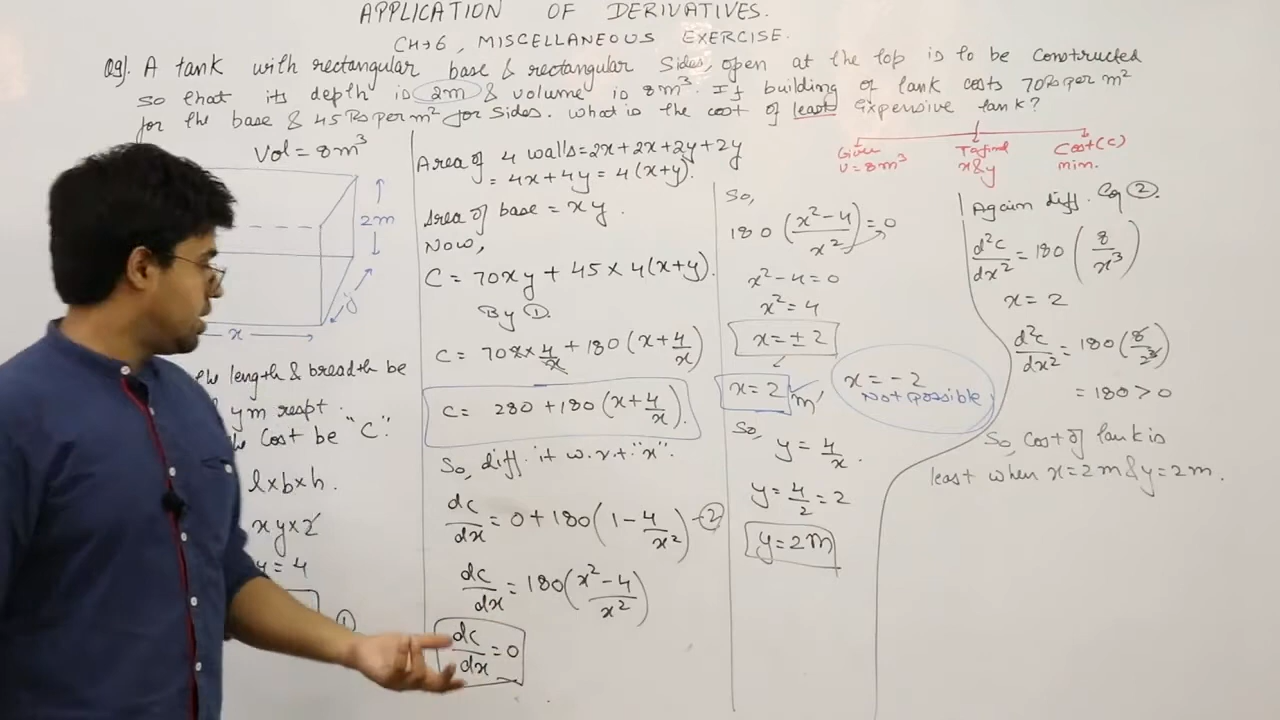 APPLICATION OF DERIVATIVES.
CH→6, MISCELLANEOUS EXERCISE.
Q9). A tank with rectangular base & rectangular sides, open at the top is to be constructed
so that its depth is 2m & volume is 8m³. If building of tank costs 70Rs per m²
for the base & 45 Rs per m² for sides. What is the cost of least expensive tank?
Given
V=8m³
To find
x&y
Cost(C)
min.
Vol = 8m³
2m
y
x
the length & breadth be
y m respt.
Cost be "C".
l×b×h.
xy×2
= 4
①
Area of 4 walls=2x+2x+2y+2y
= 4x+4y = 4(x+y).
Area of base = xy.
Now,
C = 70xy + 45×4(x+y).
By ①.
C = 70x×4/x + 180(x+4/x)
C = 280+180(x+4/x).
So, diff. it w.r.t. "x".
dc/dx = 0+180(1-4/x²) -②
dc/dx = 180(x²-4/x²)
dc/dx = 0
So,
180(x²-4/x²)=0
x²-4=0
x²=4
x=±2
x=2 m
x=-2
Not possible
So,
y=4/x.
y=4/2=2
y=2m
Again diff. Eq ②.
d²c/dx²=180(8/x³)
x=2
d²c/dx²=180(8/2³)
=180>0
So, Cost of tank is
least when x=2m & y=2m.